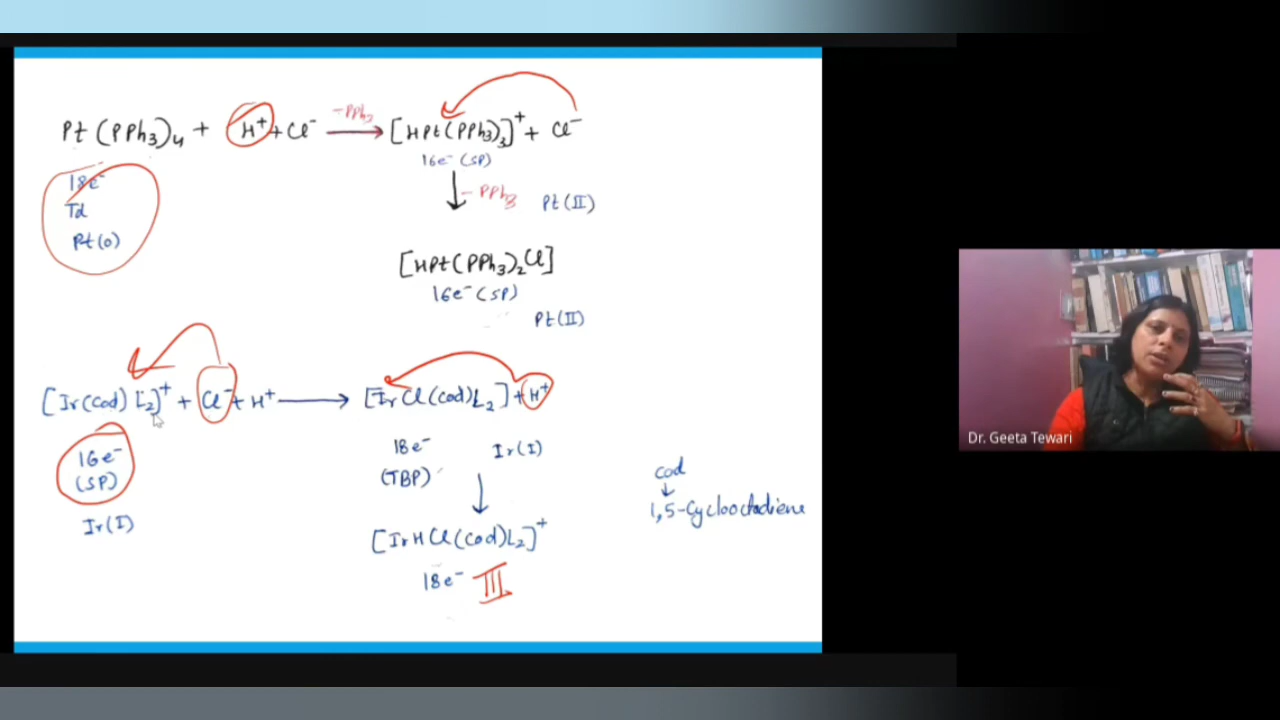 Pt(PPh₃)₄ + H⁺ + Cl⁻ —-PPh₃→ [HPt(PPh₃)₃]⁺ + Cl⁻
18e⁻
Td
Pt(0)
16e⁻ (SP)
- PPh₃
Pt(II)
[HPt(PPh₃)₂Cl]
16e⁻ (SP)
Pt(II)
[Ir(Cod)L₂]⁺ + Cl⁻ + H⁺ ⟶ [IrCl(cod)L₂] + H⁺
16e⁻
(SP)
Ir(I)
18e⁻
(TBP)
Ir(I)
[IrHCl(cod)L₂]⁺
18e⁻ III
cod
↓
1,5-Cyclooctadiene
Dr. Geeta Tewari